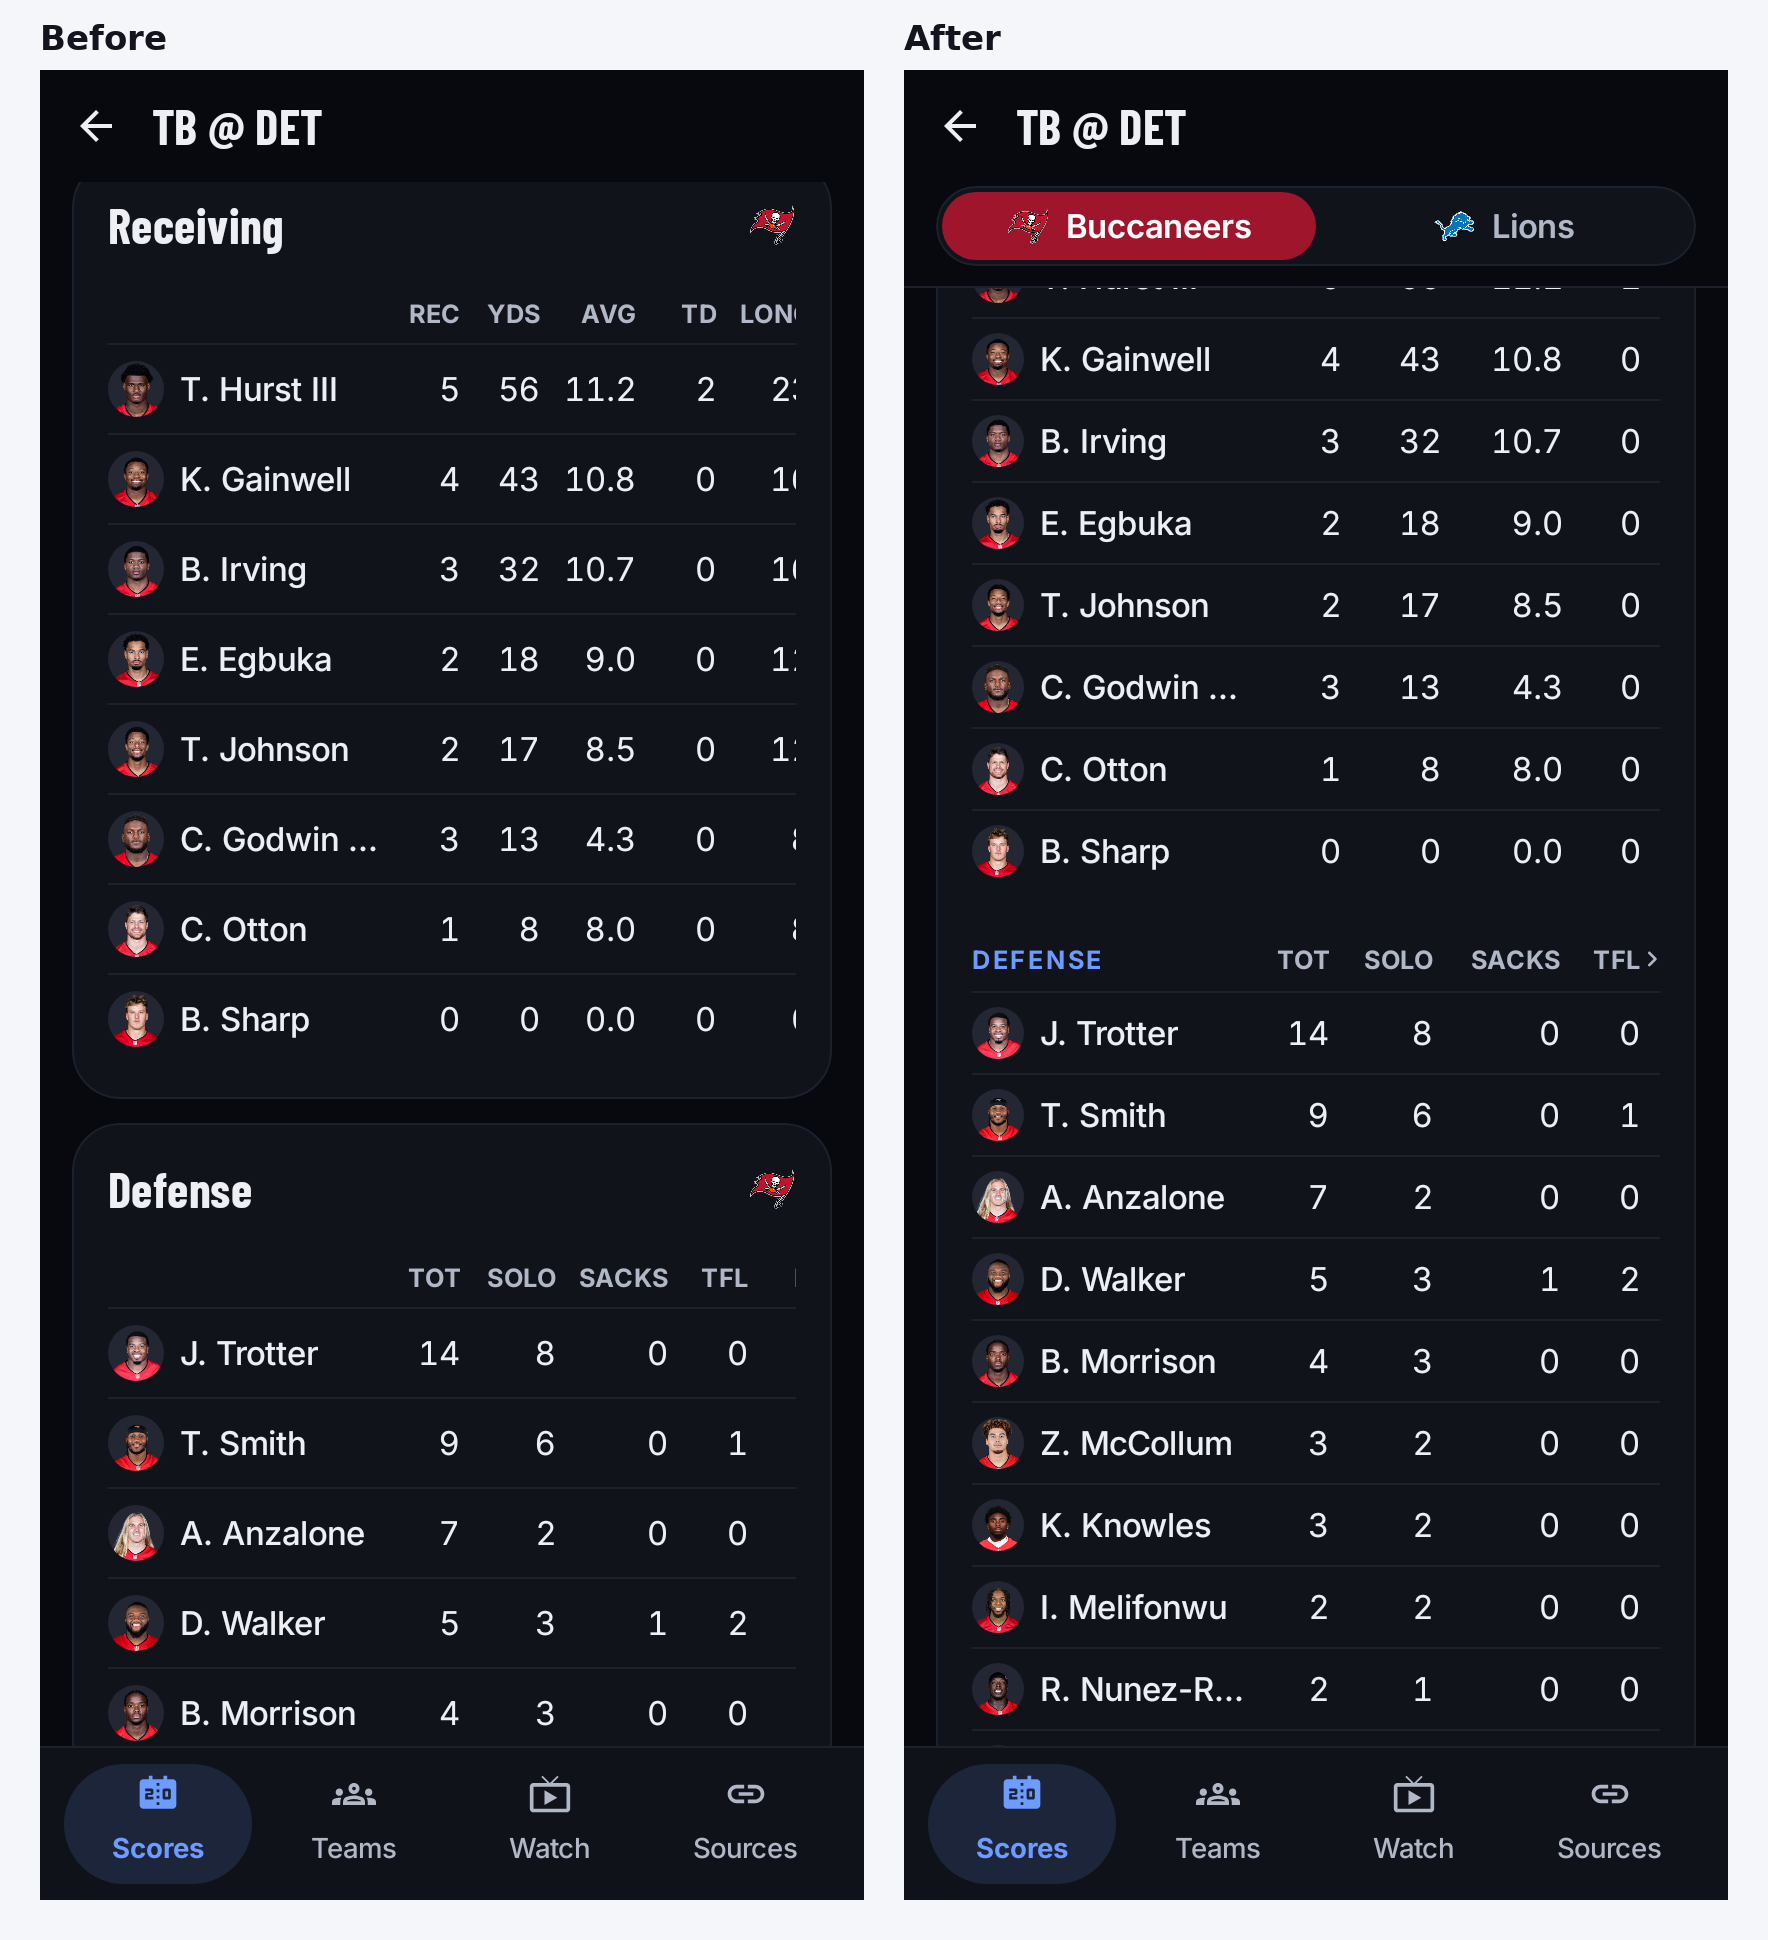 Before
TB @ DET
Receiving
REC YDS AVG TD
T. Hurst III 5 56 11.2 2
K. Gainwell 4 43 10.8 0
B. Irving 3 32 10.7 0
E. Egbuka 2 18 9.0 0
T. Johnson 2 17 8.5 0
C. Godwin ... 3 13 4.3 0
C. Otton 1 8 8.0 0
B. Sharp 0 0 0.0 0
Defense
TOT SOLO SACKS TFL
J. Trotter 14 8 0 0
T. Smith 9 6 0 1
A. Anzalone 7 2 0 0
D. Walker 5 3 1 2
B. Morrison 4 3 0 0
Scores Teams Watch Sources
After
TB @ DET
Buccaneers Lions
K. Gainwell 4 43 10.8 0
B. Irving 3 32 10.7 0
E. Egbuka 2 18 9.0 0
T. Johnson 2 17 8.5 0
C. Godwin ... 3 13 4.3 0
C. Otton 1 8 8.0 0
B. Sharp 0 0 0.0 0
DEFENSE TOT SOLO SACKS TFL
J. Trotter 14 8 0 0
T. Smith 9 6 0 1
A. Anzalone 7 2 0 0
D. Walker 5 3 1 2
B. Morrison 4 3 0 0
Z. McCollum 3 2 0 0
K. Knowles 3 2 0 0
I. Melifonwu 2 2 0 0
R. Nunez-R... 2 1 0 0
Scores Teams Watch Sources